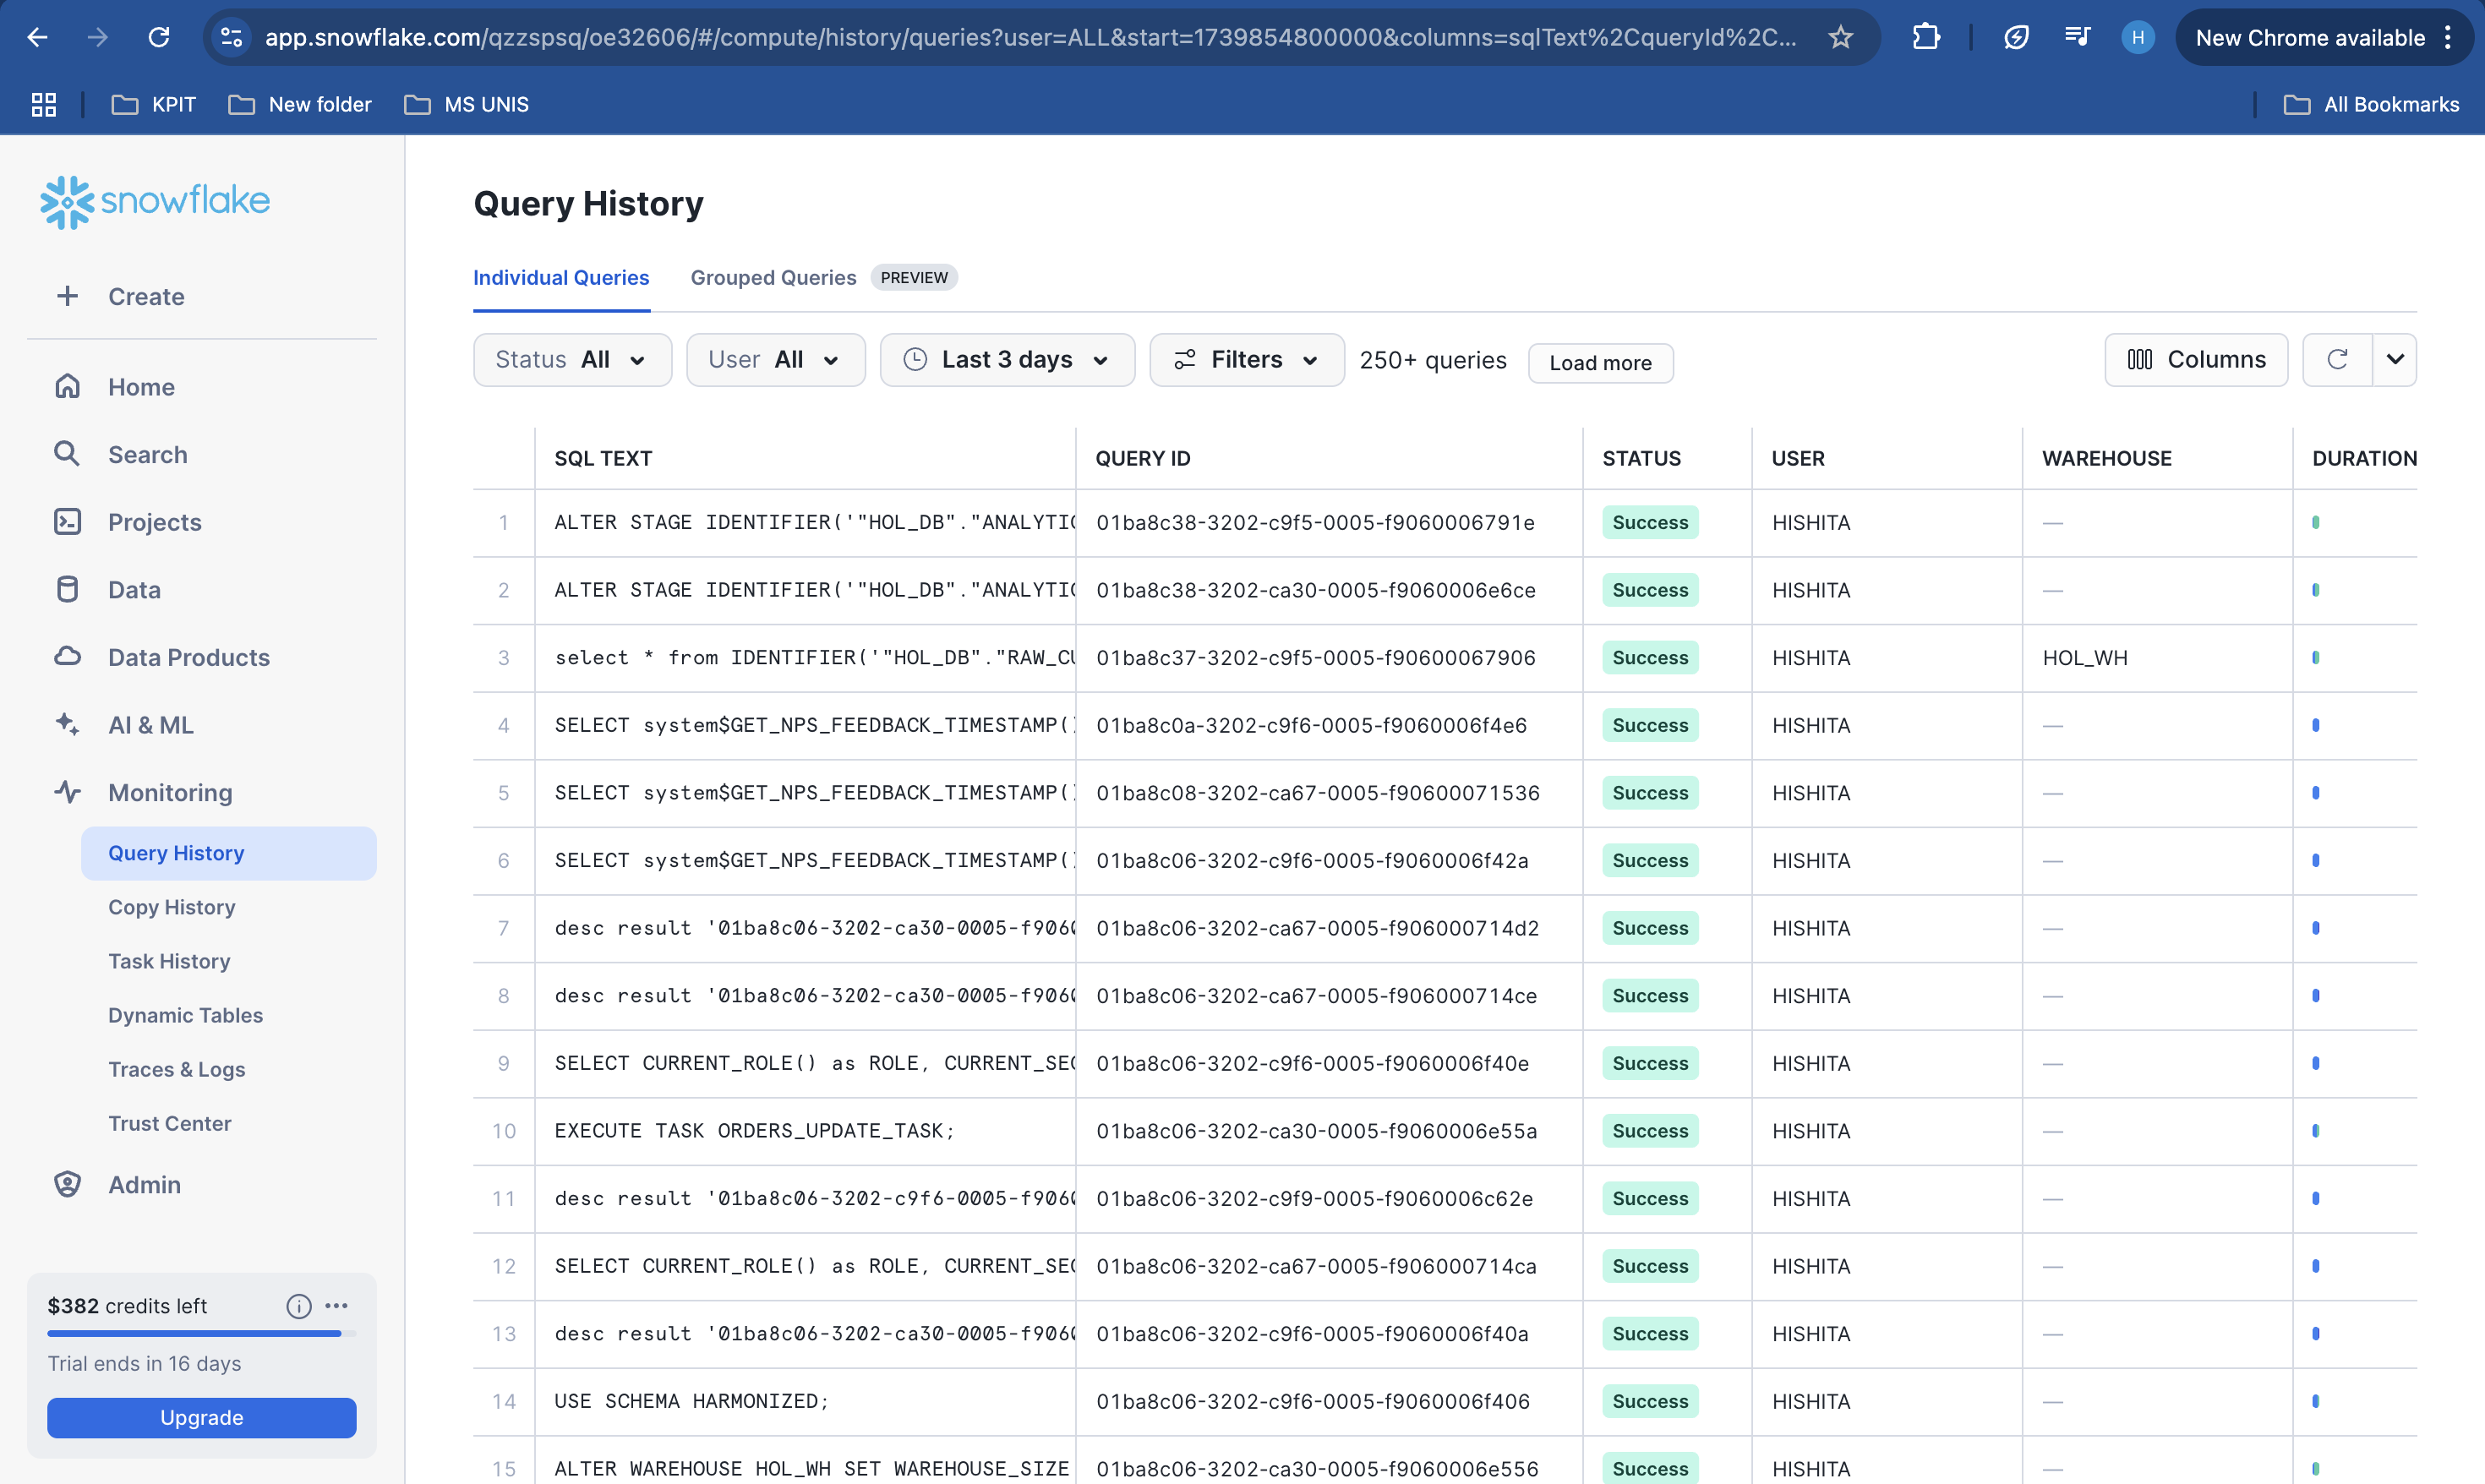 app.snowflake.com/qzzspsq/oe32606/#/compute/history/queries?user=ALL&start=1739854800000&columns=sqlText%2CqueryId%2C...
H
New Chrome available
KPIT
New folder
MS UNIS
All Bookmarks
snowflake
Create
Home
Search
Projects
Data
Data Products
AI & ML
Monitoring
Query History
Copy History
Task History
Dynamic Tables
Traces & Logs
Trust Center
Admin
$382 credits left
Trial ends in 16 days
Upgrade
Query History
Individual Queries Grouped Queries PREVIEW
Status All User All Last 3 days Filters 250+ queries Load more Columns
SQL TEXT QUERY ID STATUS USER WAREHOUSE DURATION
1 ALTER STAGE IDENTIFIER('"HOL_DB"."ANALYTIC 01ba8c38-3202-c9f5-0005-f9060006791e Success HISHITA —
2 ALTER STAGE IDENTIFIER('"HOL_DB"."ANALYTIC 01ba8c38-3202-ca30-0005-f9060006e6ce Success HISHITA —
3 select * from IDENTIFIER('"HOL_DB"."RAW_CU 01ba8c37-3202-c9f5-0005-f90600067906 Success HISHITA HOL_WH
4 SELECT system$GET_NPS_FEEDBACK_TIMESTAMP() 01ba8c0a-3202-c9f6-0005-f9060006f4e6 Success HISHITA —
5 SELECT system$GET_NPS_FEEDBACK_TIMESTAMP() 01ba8c08-3202-ca67-0005-f90600071536 Success HISHITA —
6 SELECT system$GET_NPS_FEEDBACK_TIMESTAMP() 01ba8c06-3202-c9f6-0005-f9060006f42a Success HISHITA —
7 desc result '01ba8c06-3202-ca30-0005-f9060 01ba8c06-3202-ca67-0005-f906000714d2 Success HISHITA —
8 desc result '01ba8c06-3202-ca30-0005-f9060 01ba8c06-3202-ca67-0005-f906000714ce Success HISHITA —
9 SELECT CURRENT_ROLE() as ROLE, CURRENT_SEC 01ba8c06-3202-c9f6-0005-f9060006f40e Success HISHITA —
10 EXECUTE TASK ORDERS_UPDATE_TASK; 01ba8c06-3202-ca30-0005-f9060006e55a Success HISHITA —
11 desc result '01ba8c06-3202-c9f6-0005-f9060 01ba8c06-3202-c9f9-0005-f9060006c62e Success HISHITA —
12 SELECT CURRENT_ROLE() as ROLE, CURRENT_SEC 01ba8c06-3202-ca67-0005-f906000714ca Success HISHITA —
13 desc result '01ba8c06-3202-ca30-0005-f9060 01ba8c06-3202-c9f6-0005-f9060006f40a Success HISHITA —
14 USE SCHEMA HARMONIZED; 01ba8c06-3202-c9f6-0005-f9060006f406 Success HISHITA —
15 ALTER WAREHOUSE HOL_WH SET WAREHOUSE_SIZE 01ba8c06-3202-ca30-0005-f9060006e556 Success HISHITA —